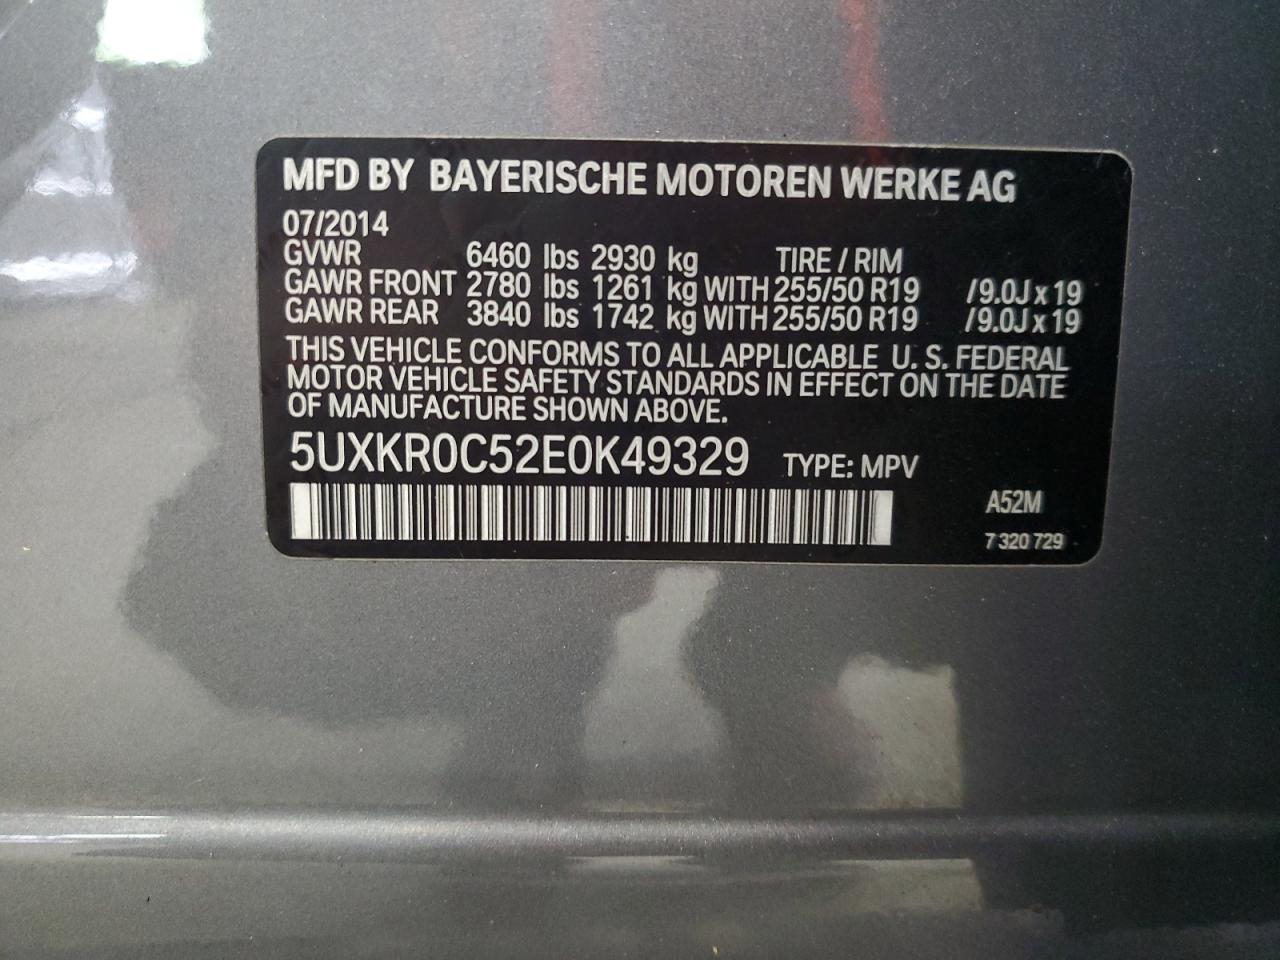 MFD BY BAYERISCHE MOTOREN WERKE AG
07/2014
GVWR 6460 lbs 2930 kg TIRE / RIM
GAWR FRONT 2780 lbs 1261 kg WITH 255/50 R19 /9.0J x 19
GAWR REAR 3840 lbs 1742 kg WITH 255/50 R19 /9.0J x 19
THIS VEHICLE CONFORMS TO ALL APPLICABLE U. S. FEDERAL
MOTOR VEHICLE SAFETY STANDARDS IN EFFECT ON THE DATE
OF MANUFACTURE SHOWN ABOVE.
5UXKR0C52E0K49329 TYPE: MPV
A52M
7 320 729